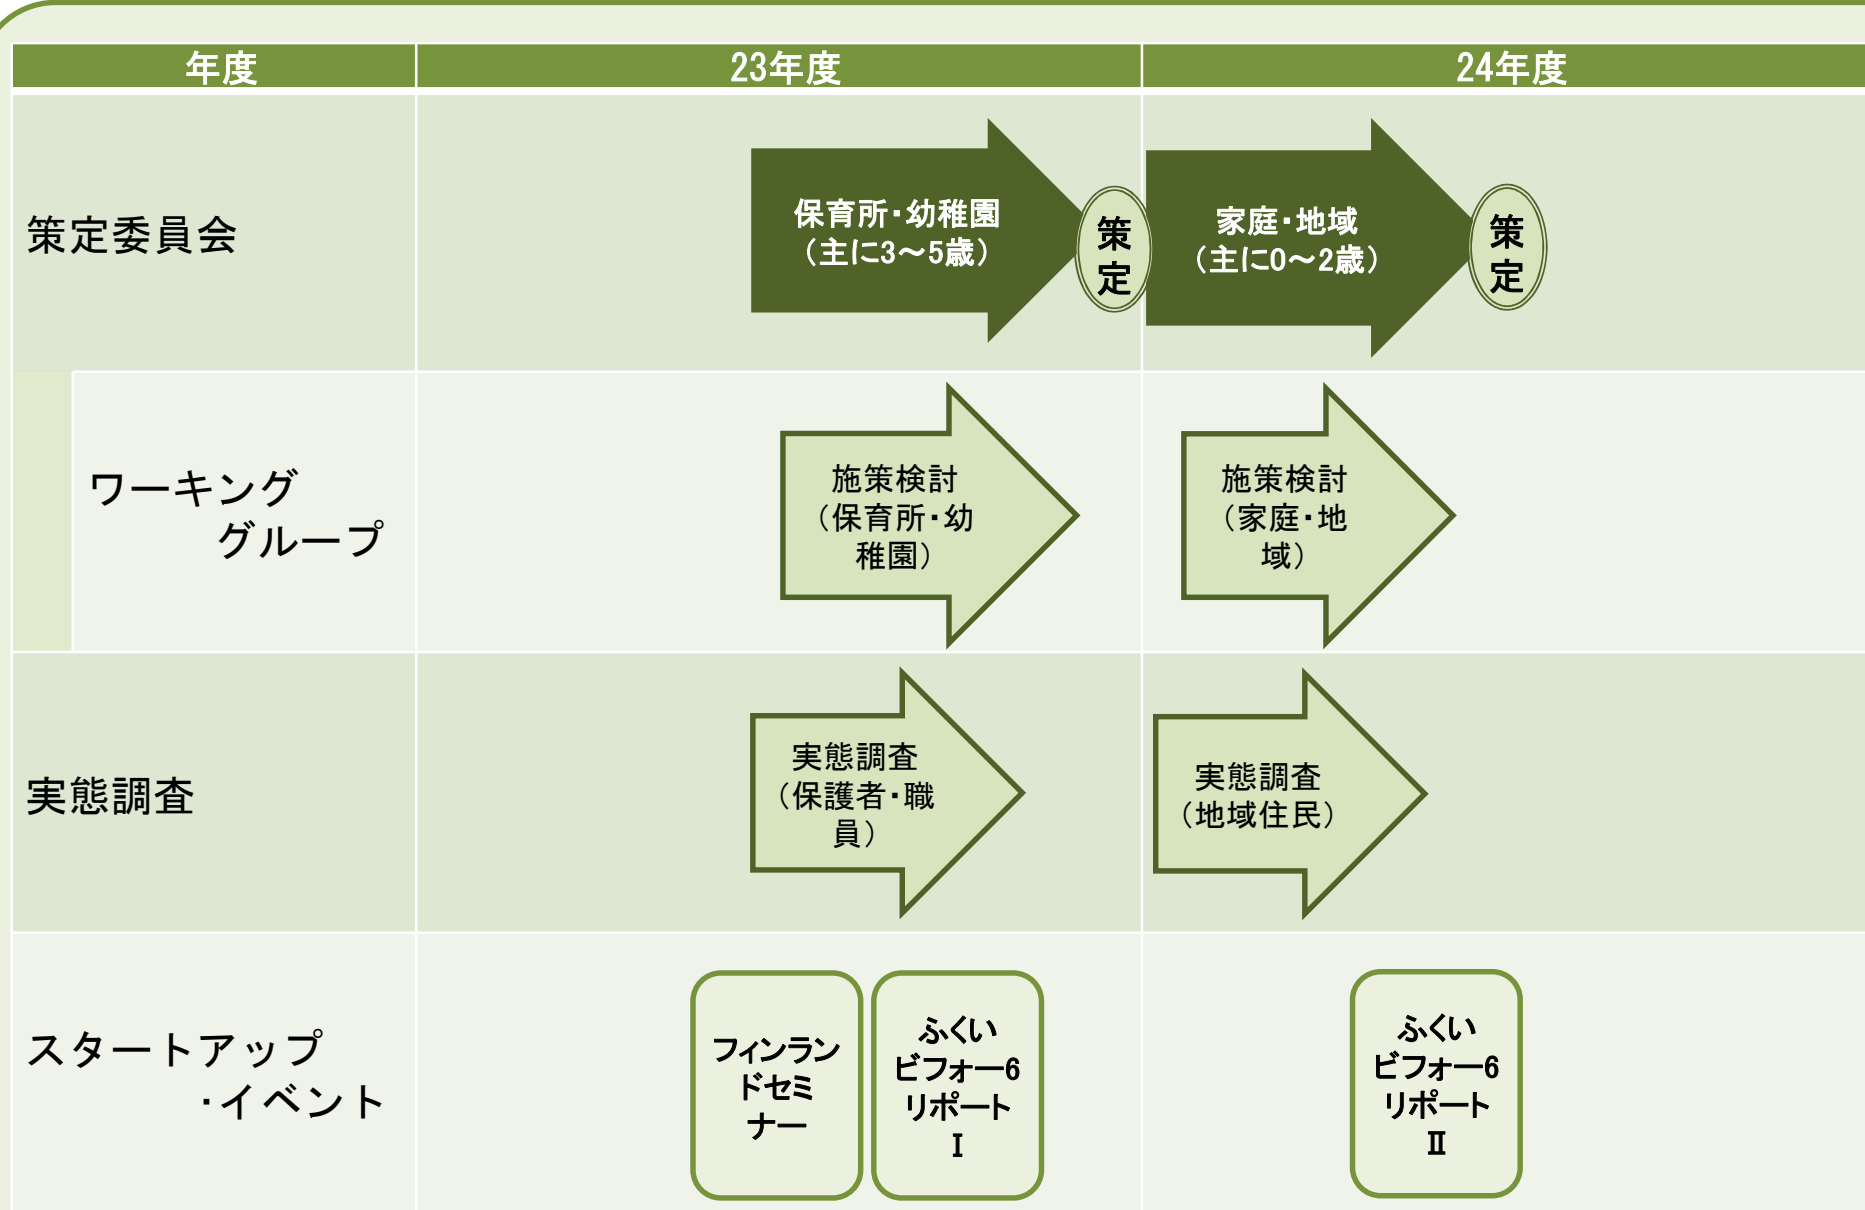 年度
23年度
24年度
策定委員会
保育所・幼稚園
（主に3～5歳）
策
定
家庭・地域
（主に0～2歳）
策
定
ワーキング
グループ
施策検討
（保育所・幼
稚園）
施策検討
（家庭・地
域）
実態調査
実態調査
（保護者・職
員）
実態調査
（地域住民）
スタートアップ
・イベント
フィンラン
ドセミ
ナー
ふくい
ビフォー6
リポート
Ⅰ
ふくい
ビフォー6
リポート
Ⅱ